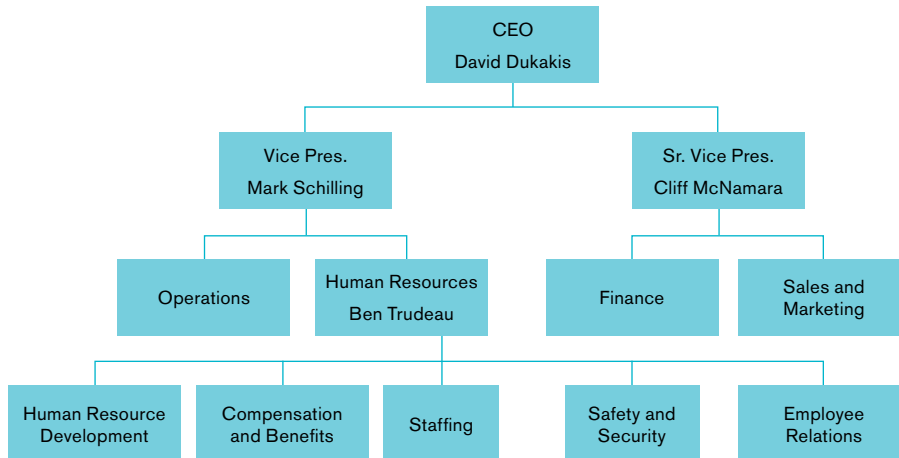 CEO
David Dukakis
Vice Pres.
Mark Schilling
Sr. Vice Pres.
Cliff McNamara
Operations
Human Resources
Ben Trudeau
Finance
Sales and
Marketing
Human Resource
Development
Compensation
and Benefits
Staffing
Safety and
Security
Employee
Relations